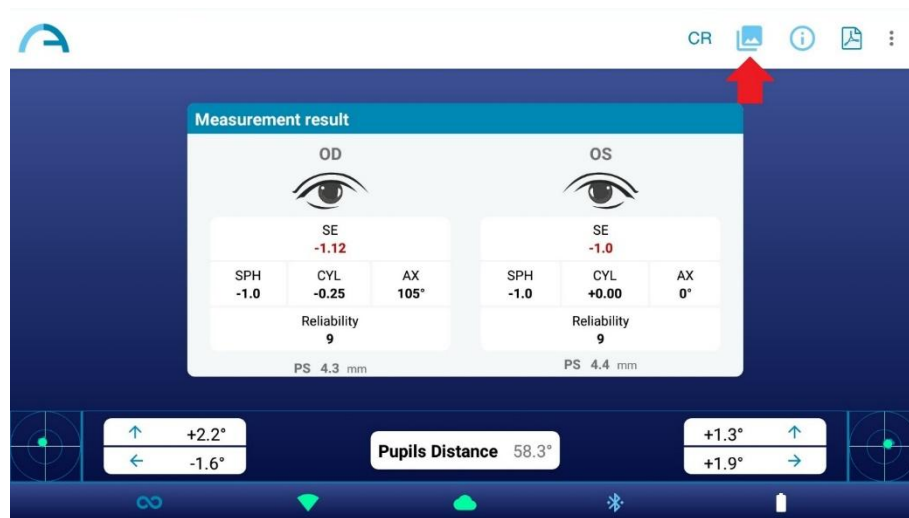 CR
Measurement result
OD OS
SE SE
-1.12 -1.0
SPH CYL AX SPH CYL AX
-1.0 -0.25 105° -1.0 +0.00 0°
Reliability Reliability
9 9
PS 4.3 mm PS 4.4 mm
+2.2° +1.3°
Pupils Distance 58.3°
-1.6° +1.9°